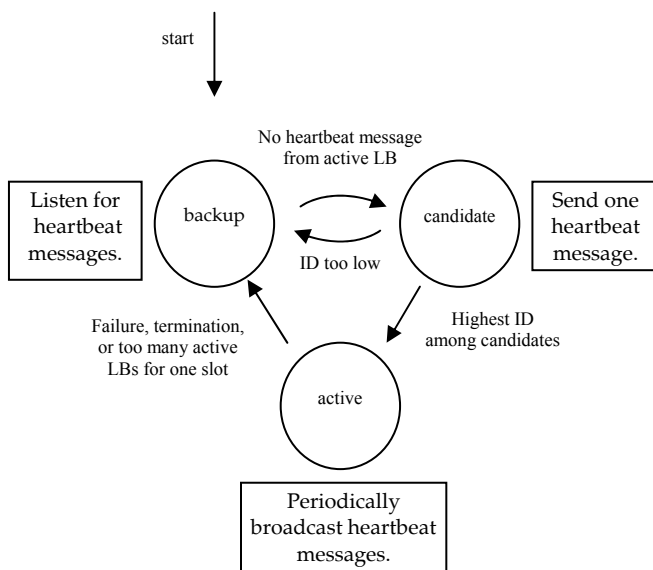 start
No heartbeat message
from active LB
Listen for
heartbeat
messages.
backup
candidate
Send one
heartbeat
message.
ID too low
Failure, termination,
or too many active
LBs for one slot
Highest ID
among candidates
active
Periodically
broadcast heartbeat
messages.